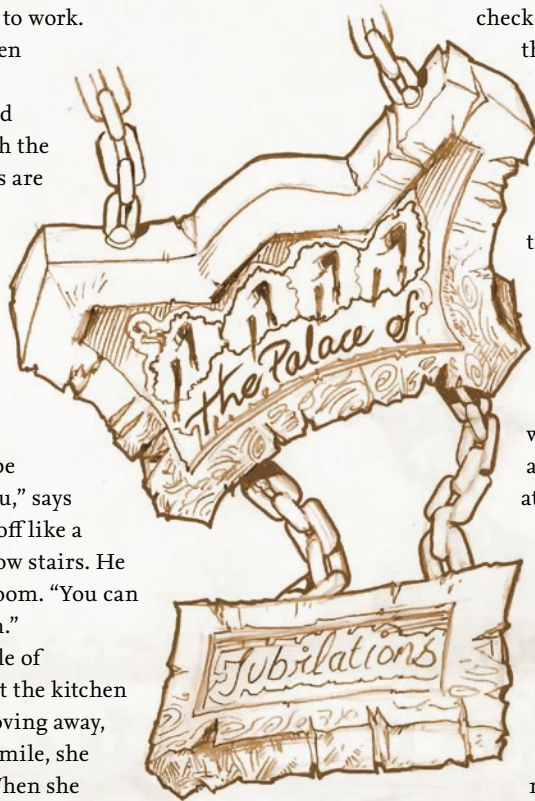 to work.
en
d
h the
s are
be
u,” says
off like a
ow stairs. He
oom. “You can
n.”
le of
t the kitchen
oving away,
mile, she
When she
the Palace of
Jubilations
check
th
t
w
a
at
r